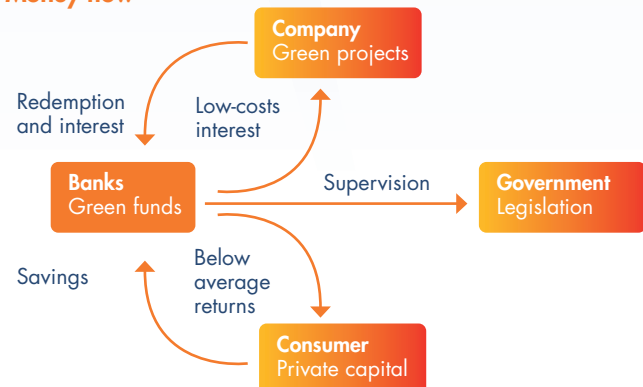 Money flow
Company
Green projects
Redemption
and interest
Low-costs
interest
Banks
Green funds
Supervision
Government
Legislation
Savings
Below
average
returns
Consumer
Private capital